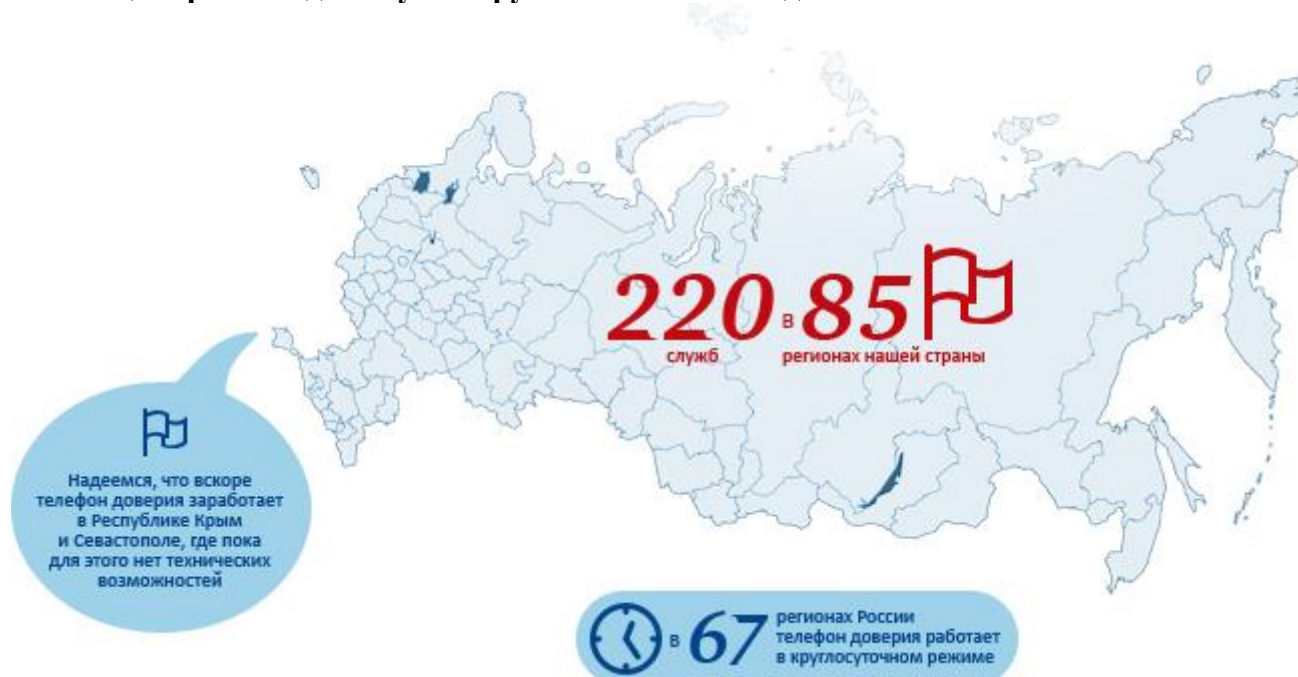 220 в 85
служб регионах нашей страны
Надеемся, что вскоре
телефон доверия заработает
в Республике Крым
и Севастополе, где пока
для этого нет технических
возможностей
в 67 регионах России
телефон доверия работает
в круглосуточном режиме